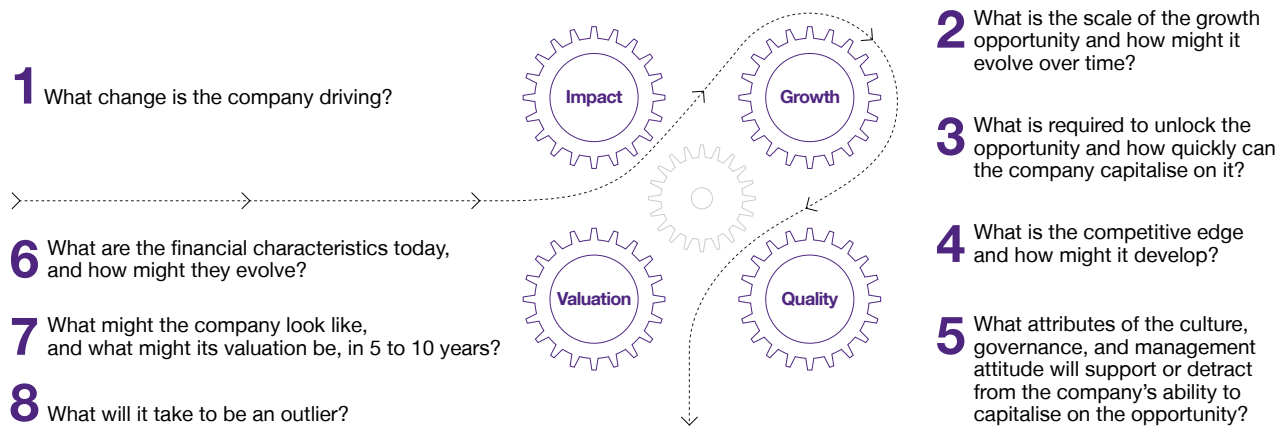 1 What change is the company driving?
Impact
Growth
2 What is the scale of the growth
opportunity and how might it
evolve over time?
3 What is required to unlock the
opportunity and how quickly can
the company capitalise on it?
4 What is the competitive edge
and how might it develop?
5 What attributes of the culture,
governance, and management
attitude will support or detract
from the company’s ability to
capitalise on the opportunity?
Quality
Valuation
6 What are the financial characteristics today,
and how might they evolve?
7 What might the company look like,
and what might its valuation be, in 5 to 10 years?
8 What will it take to be an outlier?